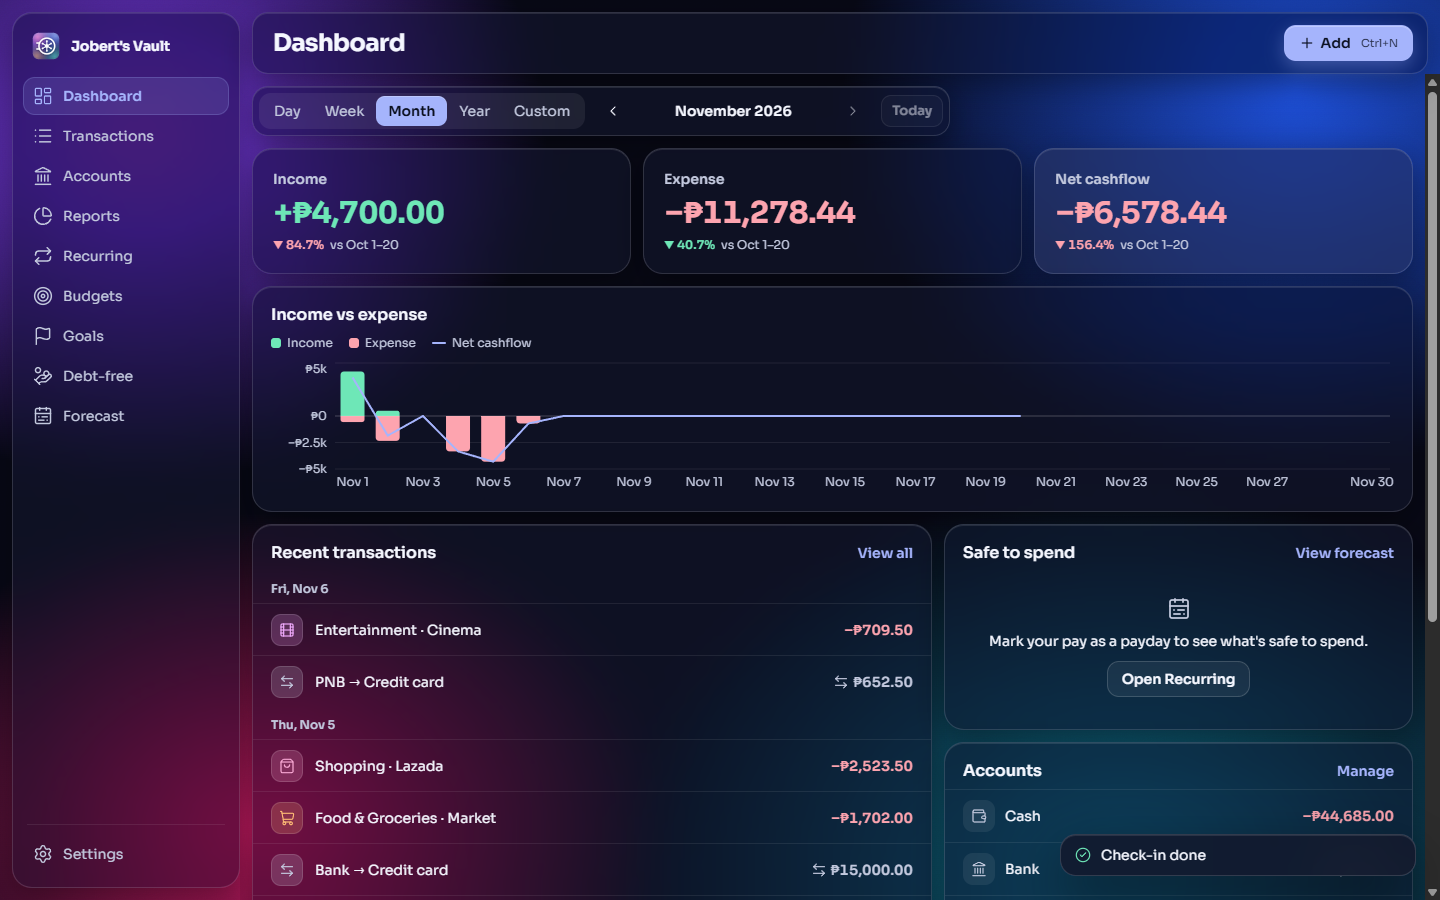 Jobert's Vault
Dashboard
Transactions
Accounts
Reports
Recurring
Budgets
Goals
Debt-free
Forecast
Settings
Dashboard
+ Add Ctrl+N
Day Week Month Year Custom
November 2026
Today
Income
+₱4,700.00
▼ 84.7% vs Oct 1–20
Expense
−₱11,278.44
▼ 40.7% vs Oct 1–20
Net cashflow
−₱6,578.44
▼ 156.4% vs Oct 1–20
Income vs expense
Income Expense Net cashflow
₱5k
₱0
−₱2.5k
−₱5k
Nov 1 Nov 3 Nov 5 Nov 7 Nov 9 Nov 11 Nov 13 Nov 15 Nov 17 Nov 19 Nov 21 Nov 23 Nov 25 Nov 27 Nov 30
Recent transactions View all
Fri, Nov 6
Entertainment · Cinema −₱709.50
PNB → Credit card ₱652.50
Thu, Nov 5
Shopping · Lazada −₱2,523.50
Food & Groceries · Market −₱1,702.00
Bank → Credit card ₱15,000.00
Safe to spend View forecast
Mark your pay as a payday to see what's safe to spend.
Open Recurring
Accounts Manage
Cash −₱44,685.00
Bank
Check-in done